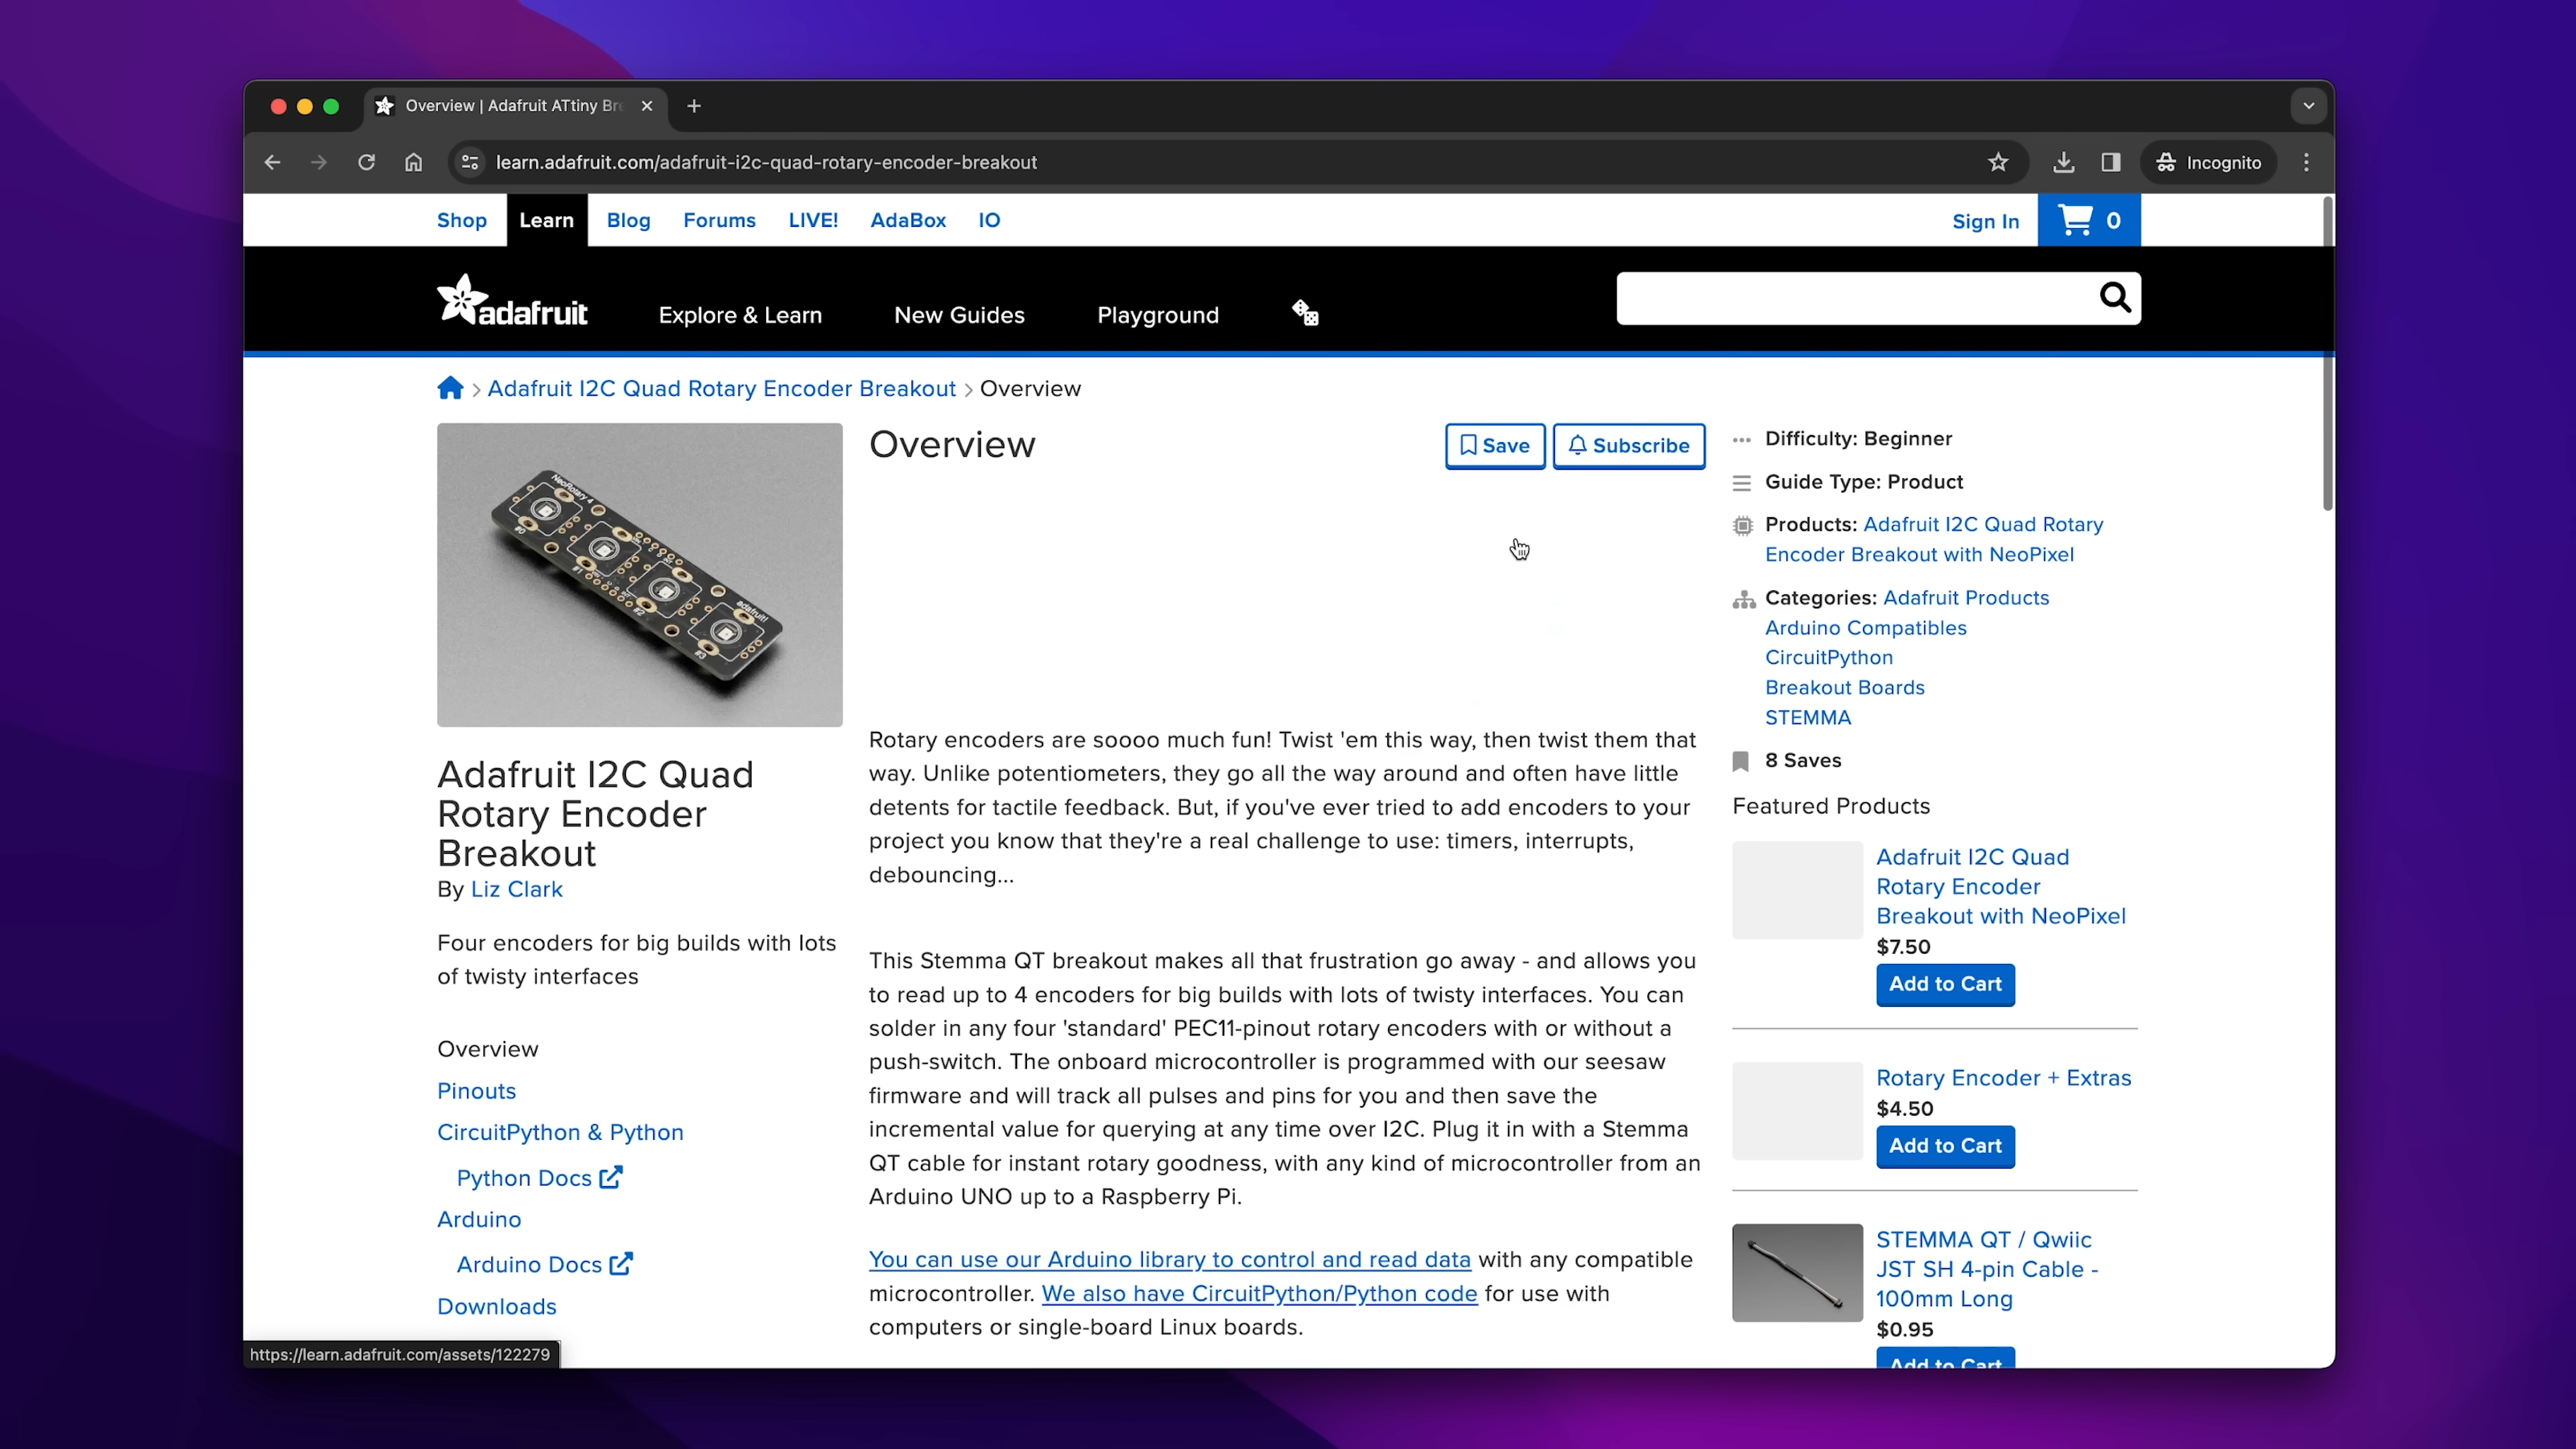 Overview | Adafruit ATtiny Bre
learn.adafruit.com/adafruit-i2c-quad-rotary-encoder-breakout
Incognito
Shop Learn Blog Forums LIVE! AdaBox IO
Sign In 0
adafruit Explore & Learn New Guides Playground
Adafruit I2C Quad Rotary Encoder Breakout > Overview
NeoRotary 4
#0
#1
#2
#3
adafruit!
Adafruit I2C Quad
Rotary Encoder
Breakout
By Liz Clark
Four encoders for big builds with lots
of twisty interfaces
Overview
Pinouts
CircuitPython & Python
Python Docs
Arduino
Arduino Docs
Downloads
https://learn.adafruit.com/assets/122279
Overview
Save Subscribe
Rotary encoders are soooo much fun! Twist 'em this way, then twist them that
way. Unlike potentiometers, they go all the way around and often have little
detents for tactile feedback. But, if you've ever tried to add encoders to your
project you know that they're a real challenge to use: timers, interrupts,
debouncing...
This Stemma QT breakout makes all that frustration go away - and allows you
to read up to 4 encoders for big builds with lots of twisty interfaces. You can
solder in any four 'standard' PEC11-pinout rotary encoders with or without a
push-switch. The onboard microcontroller is programmed with our seesaw
firmware and will track all pulses and pins for you and then save the
incremental value for querying at any time over I2C. Plug it in with a Stemma
QT cable for instant rotary goodness, with any kind of microcontroller from an
Arduino UNO up to a Raspberry Pi.
You can use our Arduino library to control and read data with any compatible
microcontroller. We also have CircuitPython/Python code for use with
computers or single-board Linux boards.
Difficulty: Beginner
Guide Type: Product
Products: Adafruit I2C Quad Rotary
Encoder Breakout with NeoPixel
Categories: Adafruit Products
Arduino Compatibles
CircuitPython
Breakout Boards
STEMMA
8 Saves
Featured Products
Adafruit I2C Quad
Rotary Encoder
Breakout with NeoPixel
$7.50
Add to Cart
Rotary Encoder + Extras
$4.50
Add to Cart
STEMMA QT / Qwiic
JST SH 4-pin Cable -
100mm Long
$0.95
Add to Cart